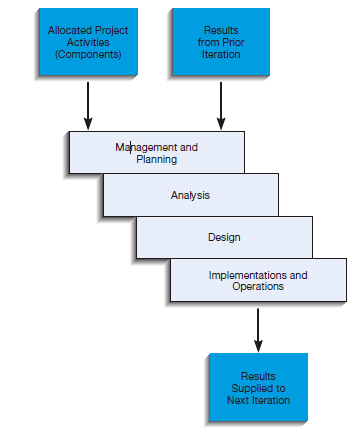 Allocated Project
Activities
(Components)
Results
from Prior
Iteration
Management and
Planning
Analysis
Design
Implementations and
Operations
Results
Supplied to
Next Iteration